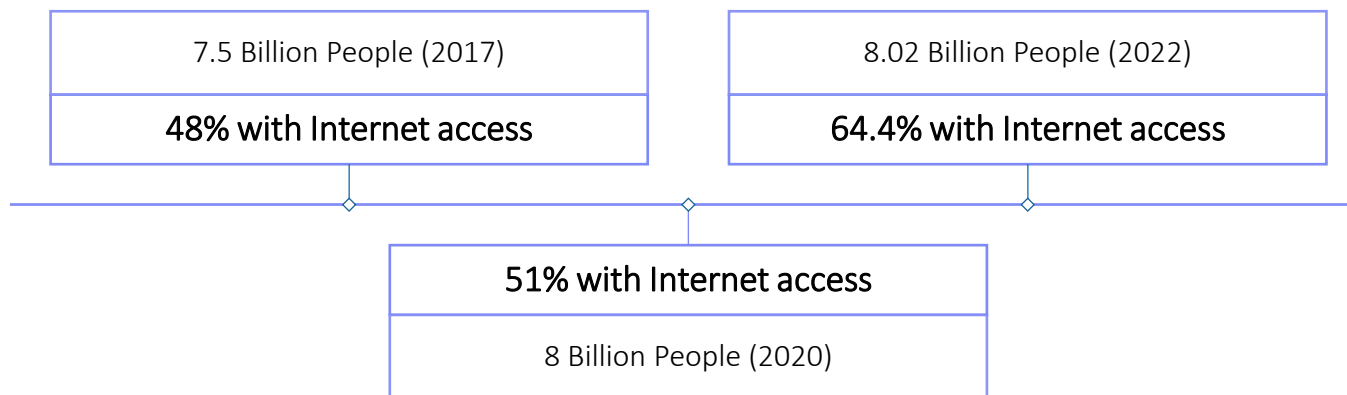 7.5 Billion People (2017)
48% with Internet access
8.02 Billion People (2022)
64.4% with Internet access
51% with Internet access
8 Billion People (2020)